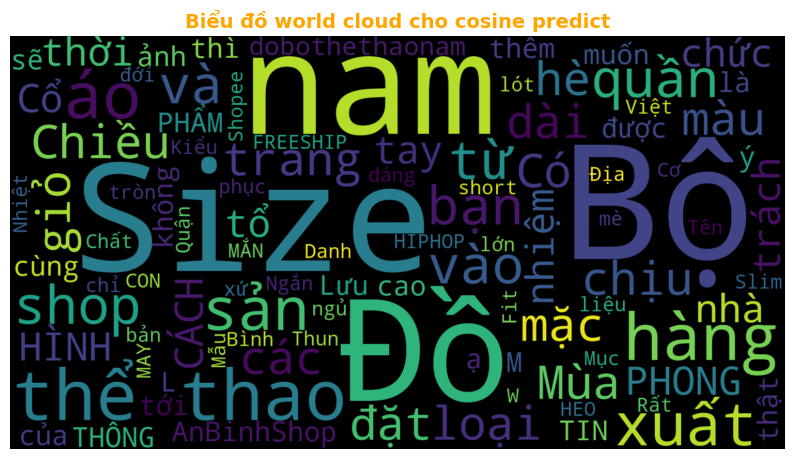 Biểu đồ world cloud cho cosine predict
sẽ thời ảnh thì dobothethaonam thêm muốn chức
đới nam lót hè quần là
Cổ áo và Shopee Việt
PHẨM FREESHIP dài được màu
Chiều Kiểu trang tay từ Có Bộ ý
Nhiệt giỏ tròn không phục dáng short bạn Địa Cơ trách
Size mè Tên
Chất Quận tổ MẮN Danh HIPHOP lớn vào nhiệm
cùng chỉ CON xứ Ngắn Lưu cao chịu Slim
shop CÁCH sản ngủ Đồ Fit mặc liệu nhà
HÌNH bản MAY Mẫu Bình Thun hàng
thể thao các ạ M Mùa Mục PHONG
L tới W HEO Rất thật
của THÔNG AnBinhShop đặt loại TIN xuất